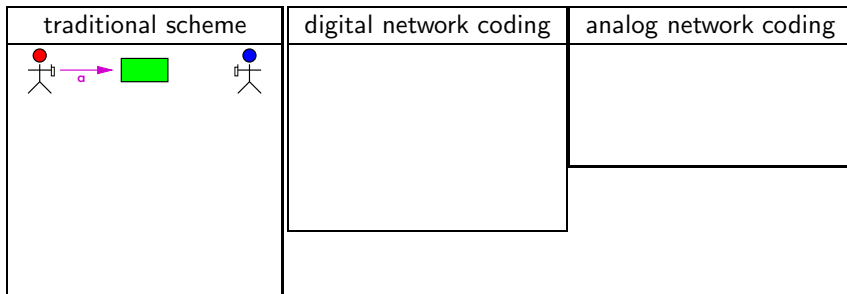 traditional scheme
digital network coding
analog network coding
a